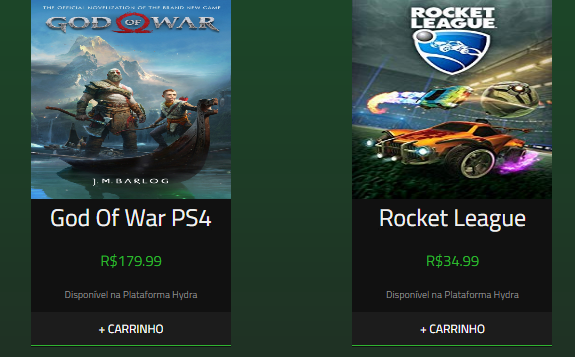 THE OFFICIAL NOVELIZATION OF THE BRAND NEW GAME
GOD OF WAR
J.M. BARLOG
God Of War PS4
R$179.99
Disponível na Plataforma Hydra
+ CARRINHO
ROCKET
LEAGUE
Rocket League
R$34.99
Disponível na Plataforma Hydra
+ CARRINHO